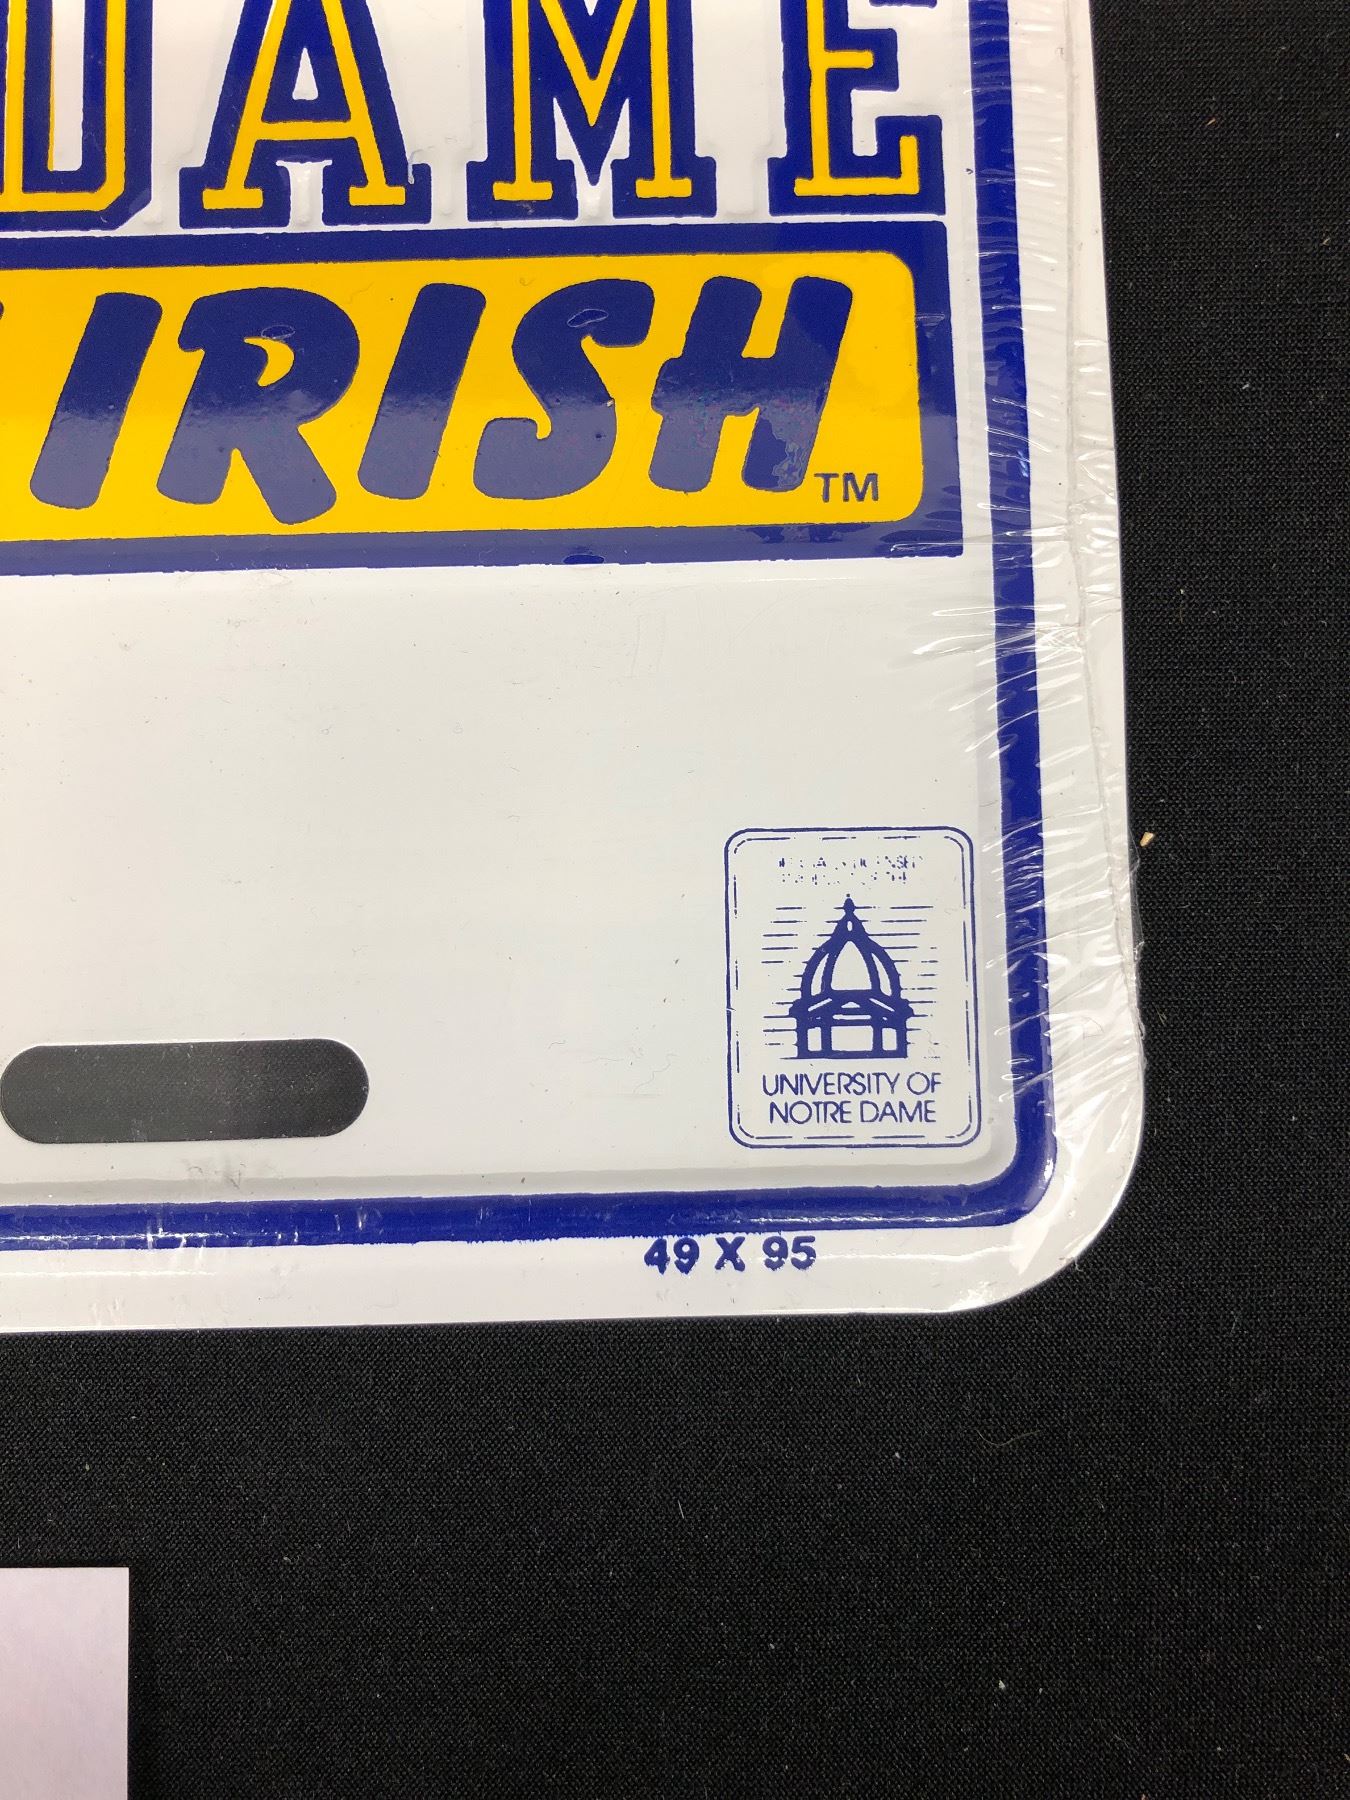 DAME
IRISH TM
UNIVERSITY OF
NOTRE DAME
49 X 95